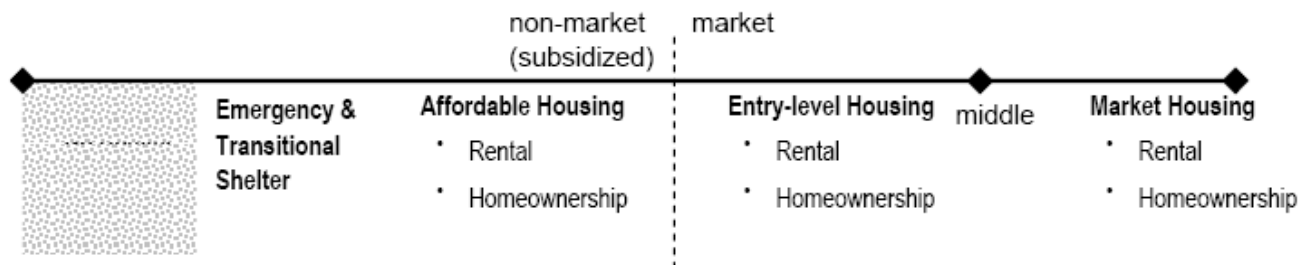 non-market market
(subsidized)
Emergency & Affordable Housing Entry-level Housing middle Market Housing
Transitional • Rental • Rental • Rental
Shelter • Homeownership • Homeownership • Homeownership